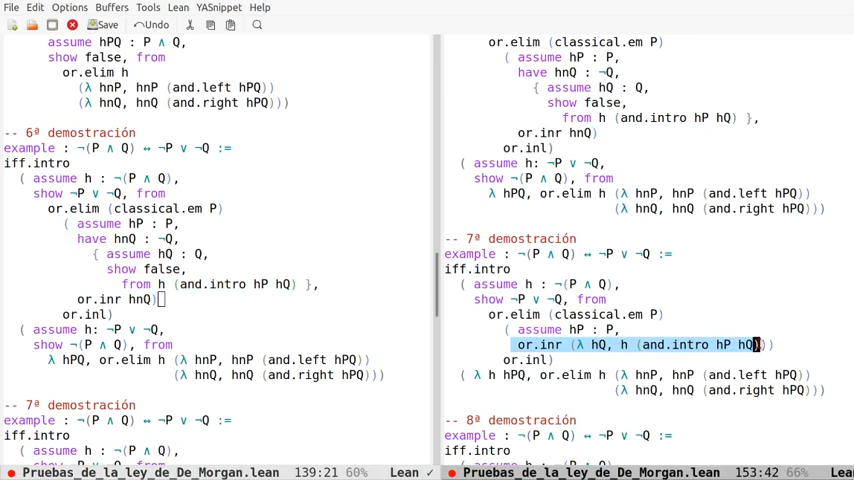 File Edit Options Buffers Tools Lean YASnippet Help
Save Undo
assume hPQ : P ∧ Q,
show false, from
or.elim h
(λ hnP, hnP (and.left hPQ))
(λ hnQ, hnQ (and.right hPQ)))
-- 6ª demostración
example : ¬(P ∧ Q) ↔ ¬P ∨ ¬Q :=
iff.intro
( assume h : ¬(P ∧ Q),
show ¬P ∨ ¬Q, from
or.elim (classical.em P)
( assume hP : P,
have hnQ : ¬Q,
{ assume hQ : Q,
show false,
from h (and.intro hP hQ) },
or.inr hnQ)
or.inl)
( assume h: ¬P ∨ ¬Q,
show ¬(P ∧ Q), from
λ hPQ, or.elim h (λ hnP, hnP (and.left hPQ))
(λ hnQ, hnQ (and.right hPQ)))
-- 7ª demostración
example : ¬(P ∧ Q) ↔ ¬P ∨ ¬Q :=
iff.intro
( assume h : ¬(P ∧ Q),
show ¬P ∨ ¬Q, from
Pruebas_de_la_ley_de_De_Morgan.lean 139:21 60% Lean ✓
or.elim (classical.em P)
( assume hP : P,
have hnQ : ¬Q,
{ assume hQ : Q,
show false,
from h (and.intro hP hQ) },
or.inr hnQ)
or.inl)
( assume h: ¬P ∨ ¬Q,
show ¬(P ∧ Q), from
λ hPQ, or.elim h (λ hnP, hnP (and.left hPQ))
(λ hnQ, hnQ (and.right hPQ)))
-- 7ª demostración
example : ¬(P ∧ Q) ↔ ¬P ∨ ¬Q :=
iff.intro
( assume h : ¬(P ∧ Q),
show ¬P ∨ ¬Q, from
or.elim (classical.em P)
( assume hP : P,
or.inr (λ hQ, h (and.intro hP hQ)))
or.inl)
( λ h hPQ, or.elim h (λ hnP, hnP (and.left hPQ))
(λ hnQ, hnQ (and.right hPQ)))
-- 8ª demostración
example : ¬(P ∧ Q) ↔ ¬P ∨ ¬Q :=
iff.intro
( assume h : ¬(P ∧ Q),
Pruebas_de_la_ley_de_De_Morgan.lean 153:42 66% Lean